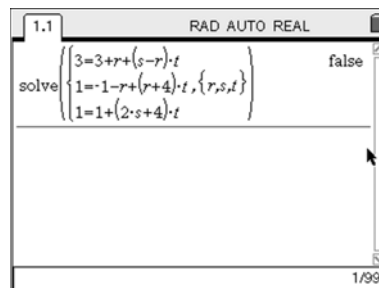 1.1 RAD AUTO REAL
3=3+r+(s-r)·t
solve({1=-1-r+(r+4)·t ,{r,s,t}) false
1=1+(2·s+4)·t
1/99